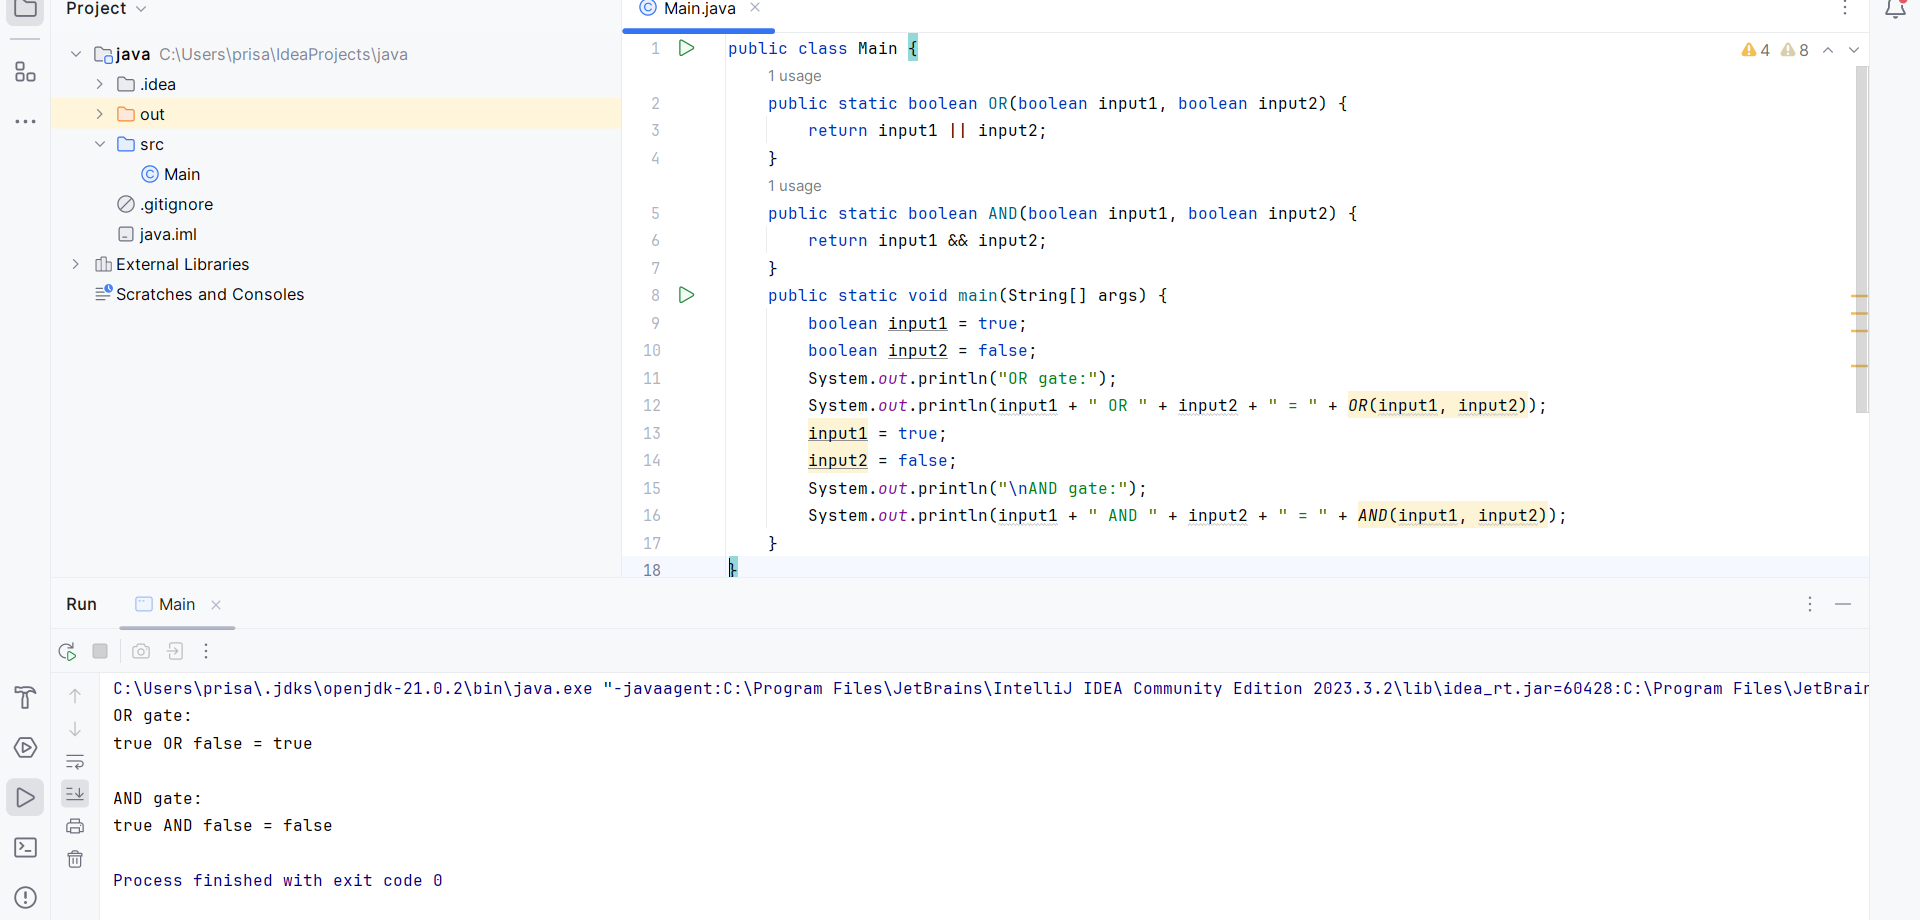 Project
Main.java
java C:\Users\prisa\IdeaProjects\java
.idea
out
src
Main
.gitignore
java.iml
External Libraries
Scratches and Consoles
4 8
1 public class Main {
1 usage
2 public static boolean OR(boolean input1, boolean input2) {
3 return input1 || input2;
4 }
1 usage
5 public static boolean AND(boolean input1, boolean input2) {
6 return input1 && input2;
7 }
8 public static void main(String[] args) {
9 boolean input1 = true;
10 boolean input2 = false;
11 System.out.println("OR gate:");
12 System.out.println(input1 + " OR " + input2 + " = " + OR(input1, input2));
13 input1 = true;
14 input2 = false;
15 System.out.println("\nAND gate:");
16 System.out.println(input1 + " AND " + input2 + " = " + AND(input1, input2));
17 }
18 }
Run Main
C:\Users\prisa\.jdks\openjdk-21.0.2\bin\java.exe "-javaagent:C:\Program Files\JetBrains\IntelliJ IDEA Community Edition 2023.3.2\lib\idea_rt.jar=60428:C:\Program Files\JetBrain
OR gate:
true OR false = true
AND gate:
true AND false = false
Process finished with exit code 0